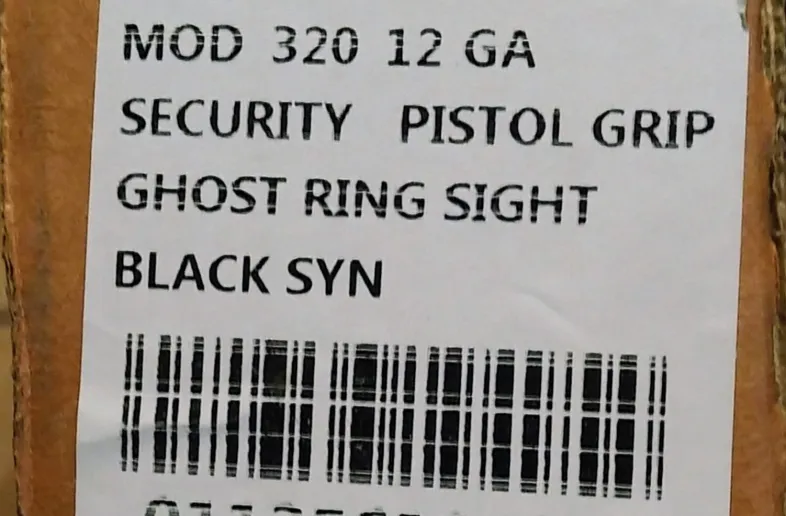 MOD 320 12 GA
SECURITY PISTOL GRIP
GHOST RING SIGHT
BLACK SYN